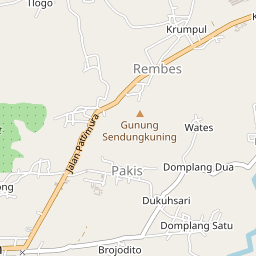 Tlogo
Krumpul
Rembes
Gunung
Sendungkuning
Wates
Jalan Pattimura
Pakis
Domplang Dua
Dukuhsari
Domplang Satu
Brojodito